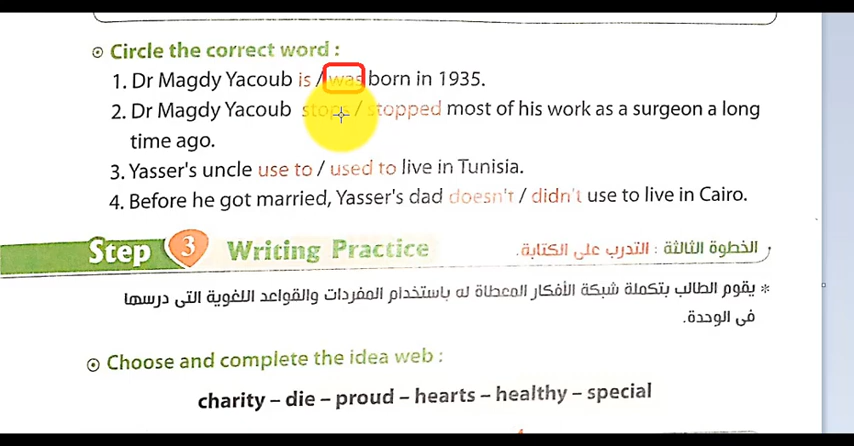 Circle the correct word :
1. Dr Magdy Yacoub is / was born in 1935.
2. Dr Magdy Yacoub stops / stopped most of his work as a surgeon a long
time ago.
3. Yasser's uncle use to / used to live in Tunisia.
4. Before he got married, Yasser's dad doesn't / didn't use to live in Cairo.
Step 3 Writing Practice
الخطوة الثالثة : التدرب على الكتابة.
* يقوم الطالب بتكملة شبكة الأفكار المعطاة له باستخدام المفردات والقواعد اللغوية التى درسها
فى الوحدة.
Choose and complete the idea web :
charity – die – proud – hearts – healthy – special